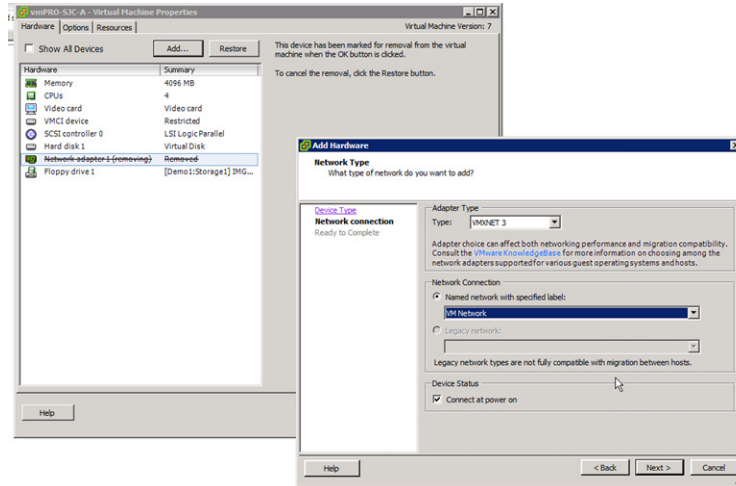 vmPRO-SJC-A - Virtual Machine Properties
Hardware Options Resources
Virtual Machine Version: 7
Show All Devices
Add...
Restore
Hardware Summary
Memory 4096 MB
CPUs 4
Video card Video card
VMCI device Restricted
SCSI controller 0 LSI Logic Parallel
Hard disk 1 Virtual Disk
Network adapter 1 (removing) Removed
Floppy drive 1 [Demo1:Storage1] IMG...
This device has been marked for removal from the virtual
machine when the OK button is clicked.
To cancel the removal, click the Restore button.
Help
Add Hardware
Network Type
What type of network do you want to add?
Device Type
Network connection
Ready to Complete
Adapter Type
Type: VMXNET 3
Adapter choice can affect both networking performance and migration compatibility.
Consult the VMware KnowledgeBase for more information on choosing among the
network adapters supported for various guest operating systems and hosts.
Network Connection
Named network with specified label:
VM Network
Legacy network:
Legacy network types are not fully compatible with migration between hosts.
Device Status
Connect at power on
Help
< Back
Next >
Cancel